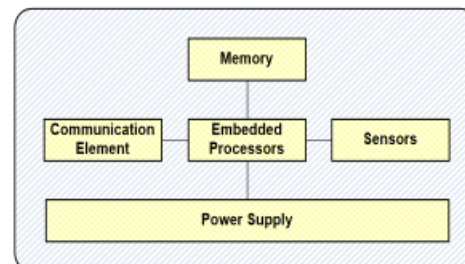 Memory
Communication
Element
Embedded
Processors
Sensors
Power Supply